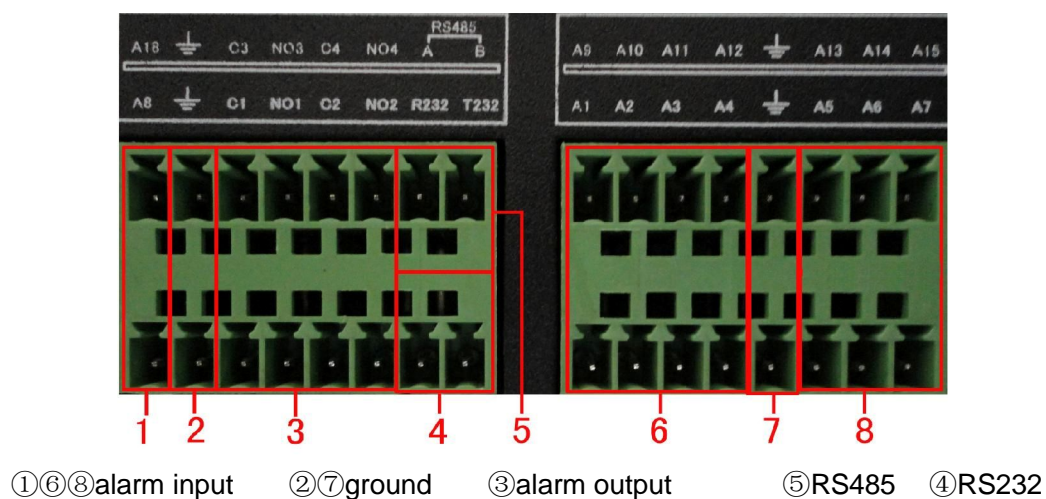 RS485
A18 ⏚ C3 NO3 C4 NO4 A B
A8 ⏚ C1 NO1 C2 NO2 R232 T232
A9 A10 A11 A12 ⏚ A13 A14 A15
A1 A2 A3 A4 ⏚ A5 A6 A7
1 2 3 4 5 6 7 8
①⑥⑧alarm input ②⑦ground ③alarm output ⑤RS485 ④RS232